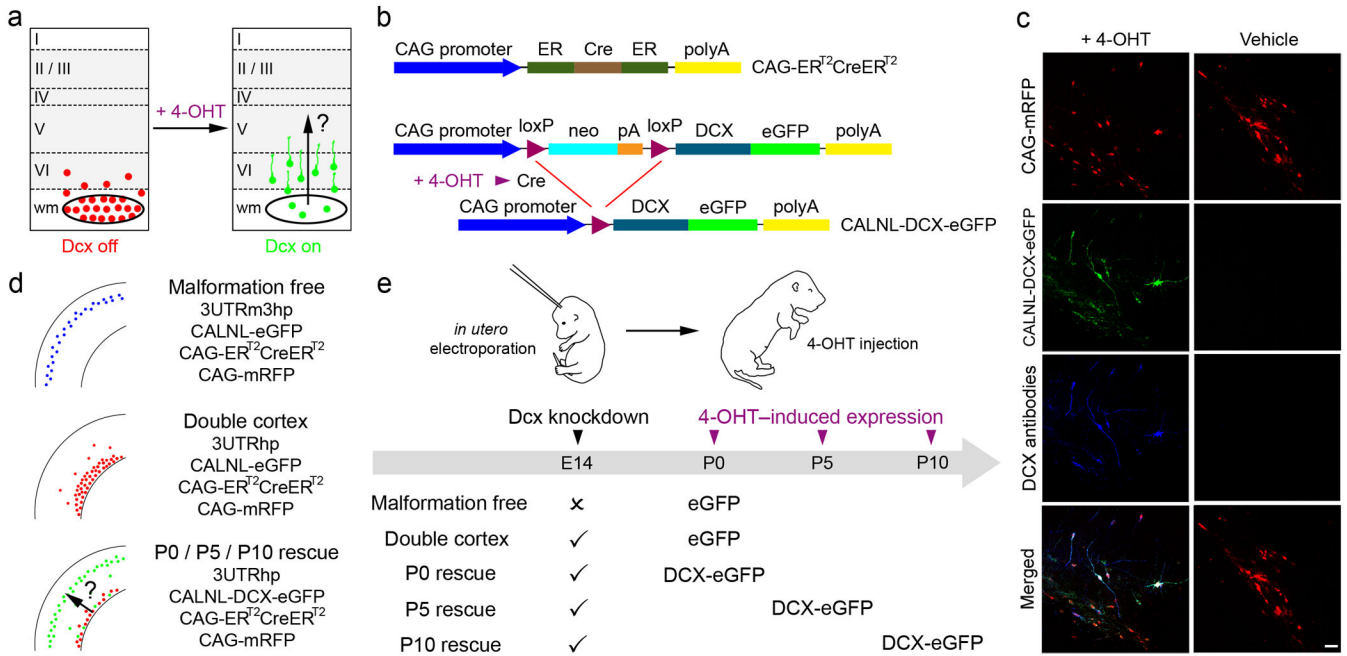 a
I
II / III
IV
V
VI
wm
Dcx off
+ 4-OHT
I
II / III
IV
V
?
VI
wm
Dcx on
b
CAG promoter ER Cre ER polyA
CAG-ER^T2CreER^T2
CAG promoter loxP neo pA loxP DCX eGFP polyA
+ 4-OHT Cre
CAG promoter DCX eGFP polyA
CALNL-DCX-eGFP
c
+ 4-OHT Vehicle
CAG-mRFP
CALNL-DCX-eGFP
DCX antibodies
Merged
d
Malformation free
3UTRm3hp
CALNL-eGFP
CAG-ER^T2CreER^T2
CAG-mRFP
Double cortex
3UTRhp
CALNL-eGFP
CAG-ER^T2CreER^T2
CAG-mRFP
?
P0 / P5 / P10 rescue
3UTRhp
CALNL-DCX-eGFP
CAG-ER^T2CreER^T2
CAG-mRFP
e
in utero
electroporation
4-OHT injection
Dcx knockdown 4-OHT–induced expression
E14 P0 P5 P10
Malformation free ✗ eGFP
Double cortex ✓ eGFP
P0 rescue ✓ DCX-eGFP
P5 rescue ✓ DCX-eGFP
P10 rescue ✓ DCX-eGFP